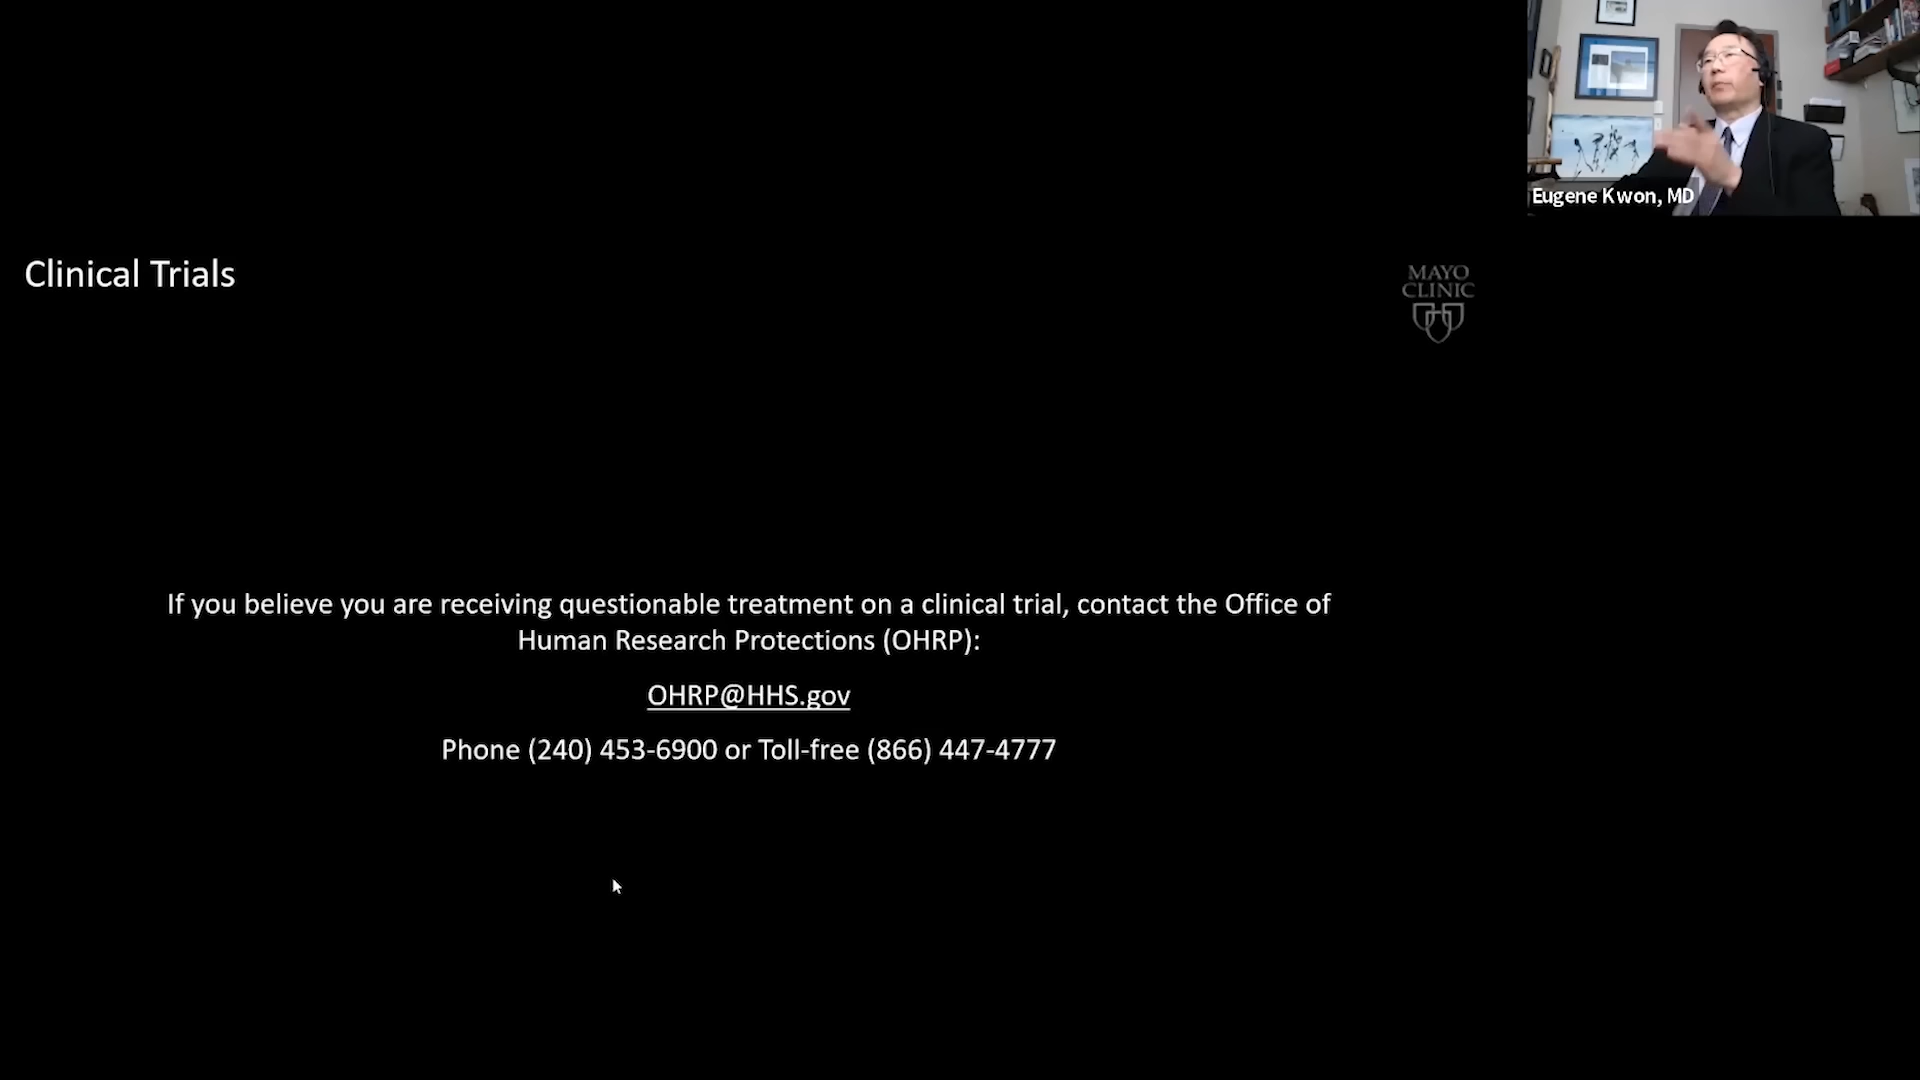 Eugene Kwon, MD
Clinical Trials
MAYO
CLINIC
If you believe you are receiving questionable treatment on a clinical trial, contact the Office of
Human Research Protections (OHRP):
OHRP@HHS.gov
Phone (240) 453-6900 or Toll-free (866) 447-4777